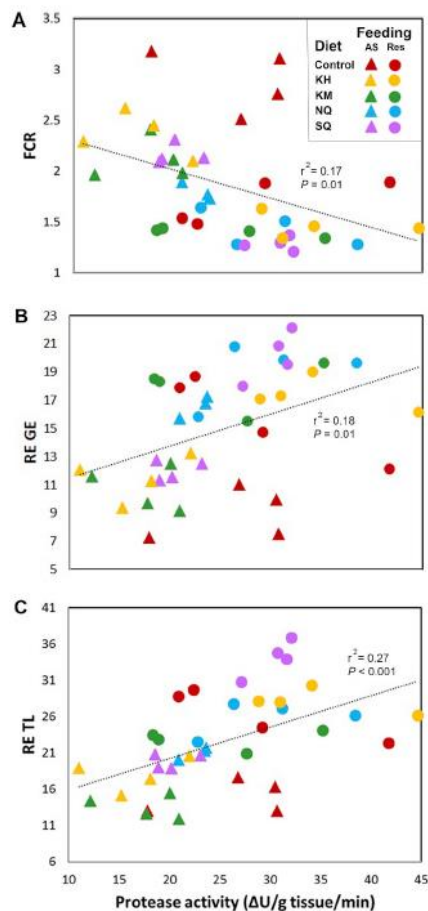 A
3.5
3
2.5
2
1.5
1
FCR
Diet Feeding
AS Res
Control
KH
KM
NQ
SQ
r² = 0.17
P = 0.01
B
23
21
19
17
15
13
11
9
7
5
RE GE
r² = 0.18
P = 0.01
C
41
36
31
26
21
16
11
6
RE TL
r² = 0.27
P < 0.001
10 15 20 25 30 35 40 45
Protease activity (ΔU/g tissue/min)